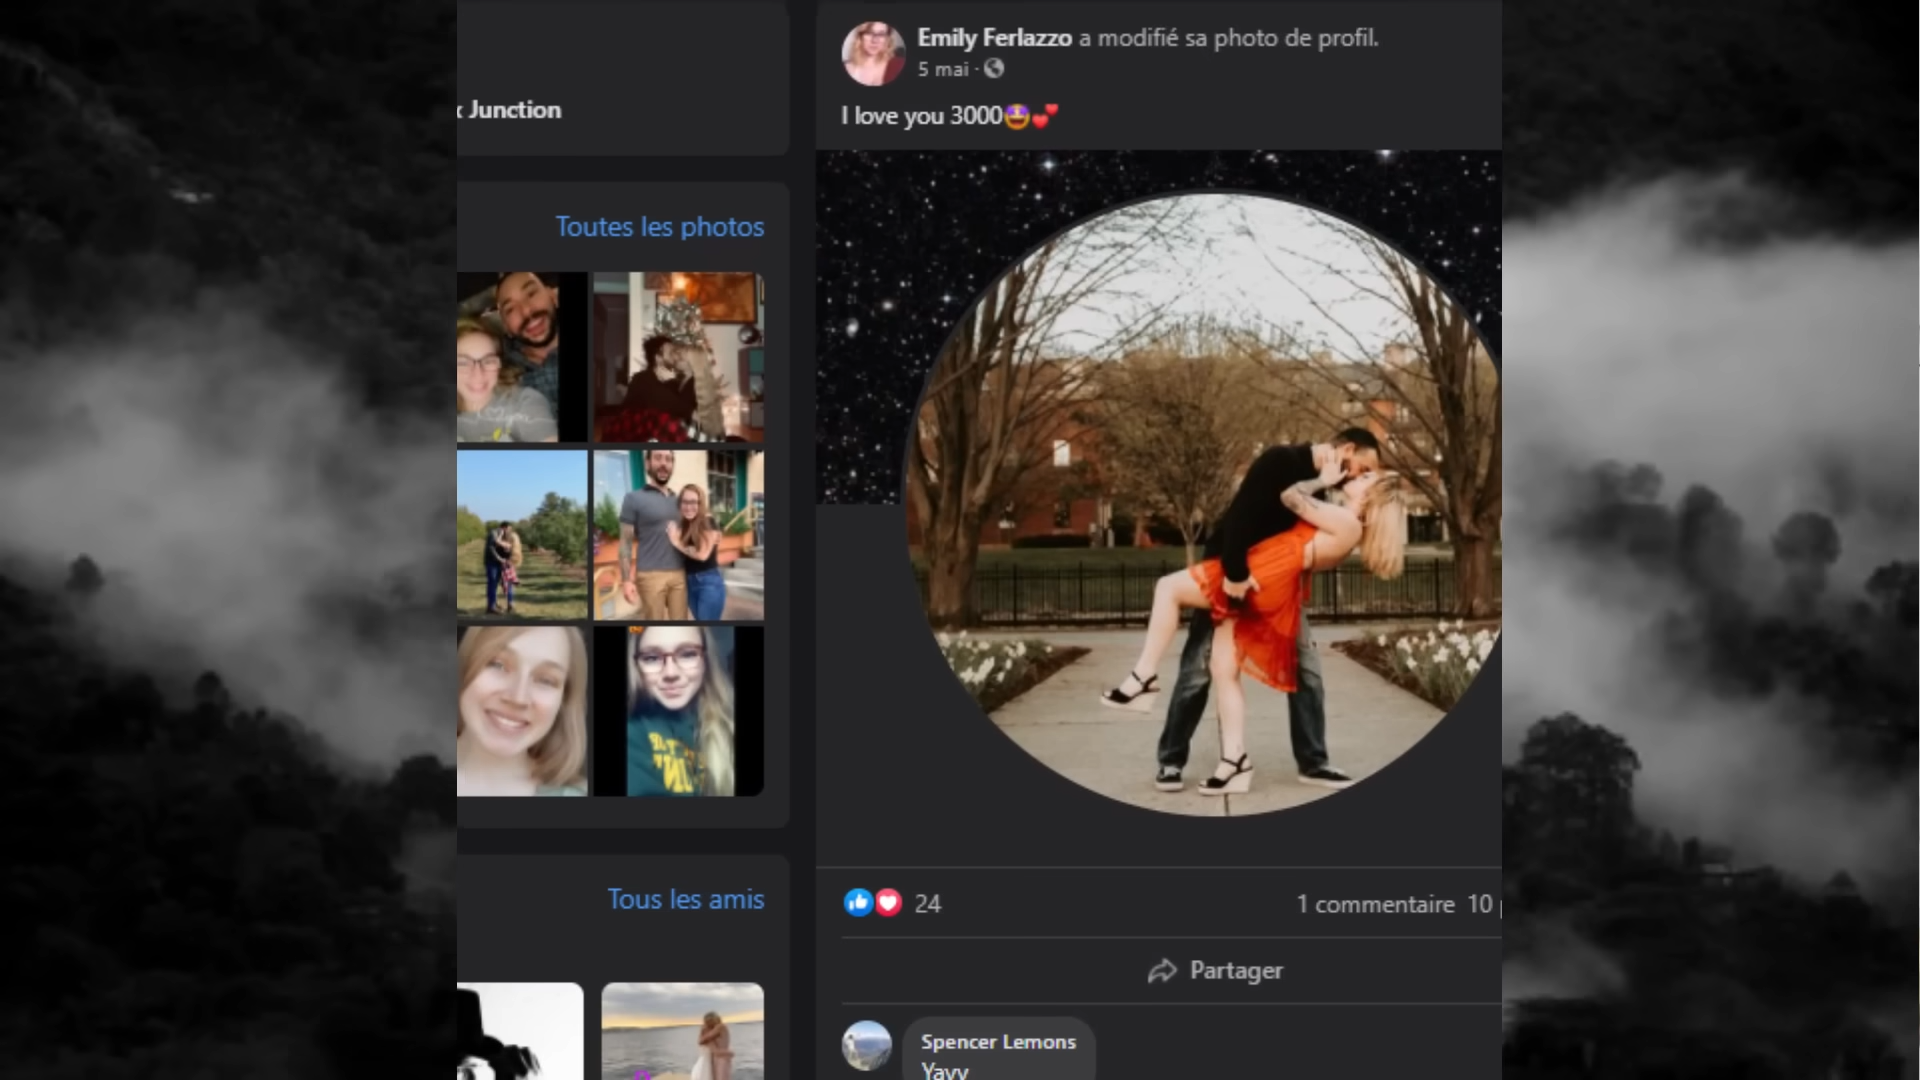 Junction
Toutes les photos
Tous les amis
Emily Ferlazzo a modifié sa photo de profil.
5 mai ·
I love you 3000🤩💕
24
1 commentaire 10
Partager
Spencer Lemons
Yayy